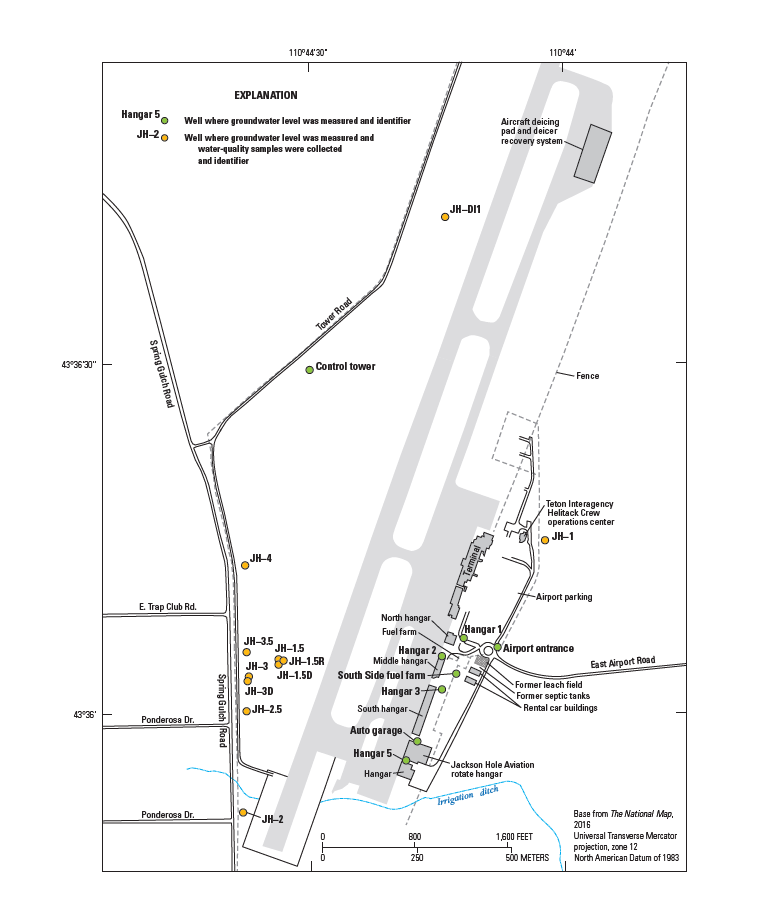 110°44'30"
110°44'
EXPLANATION
Hangar 5
Well where groundwater level was measured and identifier
JH–2
Well where groundwater level was measured and
water-quality samples were collected
and identifier
Aircraft deicing
pad and deicer
recovery system
JH–DI1
Tower Road
Spring Gulch Road
43°36'30"
Control tower
Fence
Teton Interagency
Helitack Crew
operations center
JH–1
Terminal
JH–4
Airport parking
E. Trap Club Rd.
North hangar
Hangar 1
Fuel farm
JH–3.5
JH–1.5
Hangar 2
Airport entrance
JH–1.5R
Middle hangar
East Airport Road
JH–3
JH–1.5D
South Side fuel farm
Former leach field
JH–3D
Hangar 3
Former septic tanks
Rental car buildings
JH–2.5
South hangar
43°36'
Ponderosa Dr.
Spring Gulch
Road
Auto garage
Hangar 5
Jackson Hole Aviation
rotate hangar
Hangar
Irrigation ditch
Ponderosa Dr.
JH–2
Base from The National Map,
2016
Universal Transverse Mercator
projection, zone 12
North American Datum of 1983
0 800 1,600 FEET
0 250 500 METERS